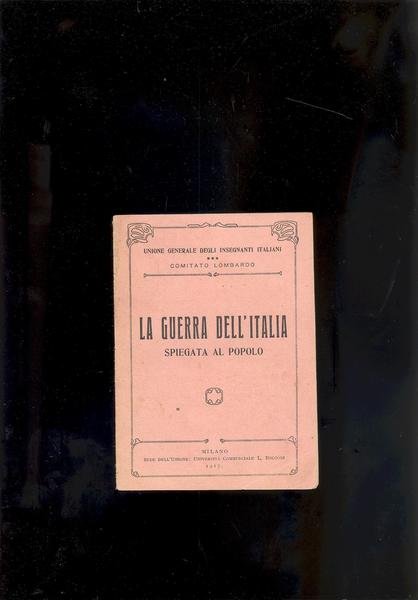 UNIONE GENERALE DEGLI INSEGNANTI ITALIANI
COMITATO LOMBARDO
LA GUERRA DELL'ITALIA
SPIEGATA AL POPOLO
MILANO
SEDE DELL'UNIONE: UNIVERSITÀ COMMERCIALE L. BOCCONI
1917.